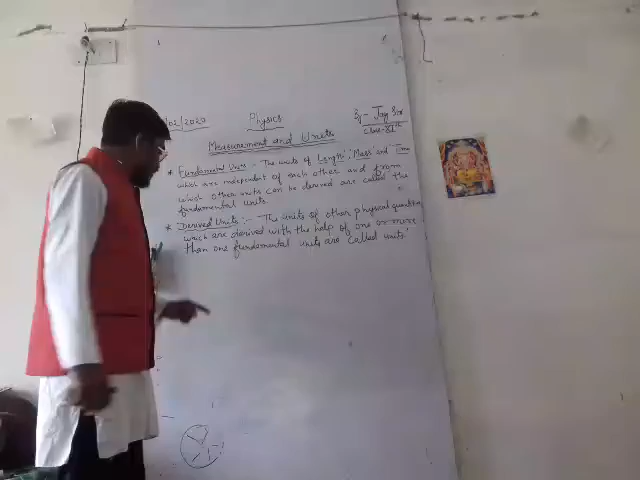 /02/2020 Physics By - Jay Sir
Class - XIth
Measurement and Units
* Fundamental Units :- The units of Length, Mass and Time
which are independent of each other and from
which other units can be derived are called the
fundamental units.
* Derived Units :- The units of other physical quantities
which are derived with the help of one or more
than one fundamental units are called units.